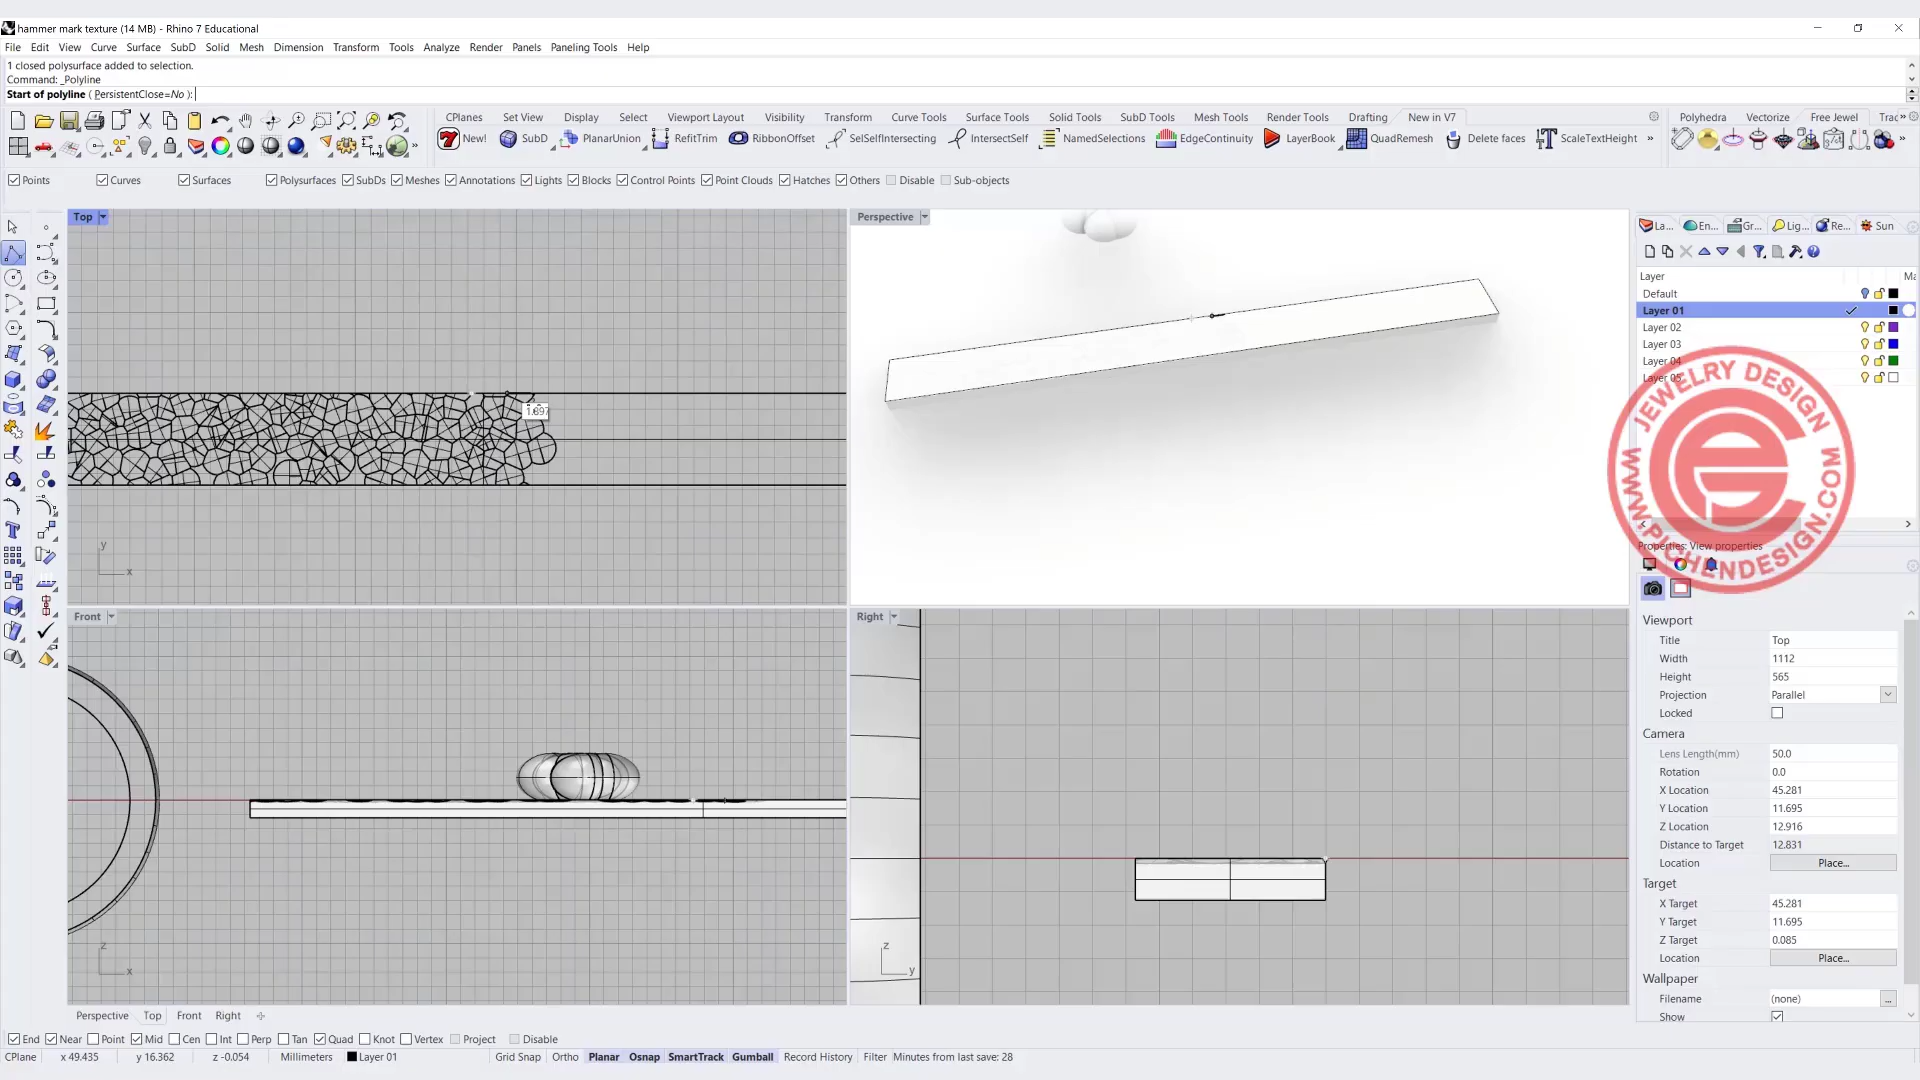 hammer mark texture (14 MB) - Rhino 7 Educational
File Edit View Curve Surface SubD Solid Mesh Dimension Transform Tools Analyze Render Panels Paneling Tools Help
1 closed polysurface added to selection.
Command: _Polyline
Start of polyline ( PersistentClose=No ):
CPlanes Set View Display Select Viewport Layout Visibility Transform Curve Tools Surface Tools Solid Tools SubD Tools Mesh Tools Render Tools Drafting New in V7 Polyhedra Vectorize Free Jewel Trac
New! SubD PlanarUnion RefitTrim RibbonOffset SelSelfIntersecting IntersectSelf NamedSelections EdgeContinuity LayerBook QuadRemesh Delete faces ScaleTextHeight
Points Curves Surfaces Polysurfaces SubDs Meshes Annotations Lights Blocks Control Points Point Clouds Hatches Others Disable Sub-objects
Top
Perspective
La... En... Gr... Lig... Re... Sun
Layer
Default
Layer 01
Layer 02
Layer 03
Layer 04
JEWELRY DESIGN
WWW.PICHENDESIGN.COM
Properties: View properties
y
x
Front
Right
z
x
z
y
Viewport
Title Top
Width 1112
Height 565
Projection Parallel
Locked
Camera
Lens Length(mm) 50.0
Rotation 0.0
X Location 45.281
Y Location 11.695
Z Location 12.916
Distance to Target 12.831
Location Place...
Target
X Target 45.281
Y Target 11.695
Z Target 0.085
Location Place...
Wallpaper
Filename (none) ...
Show
Perspective Top Front Right
End Near Point Mid Cen Int Perp Tan Quad Knot Vertex Project Disable
CPlane x 49.435 y 16.362 z -0.054 Millimeters Layer 01 Grid Snap Ortho Planar Osnap SmartTrack Gumball Record History Filter Minutes from last save: 28